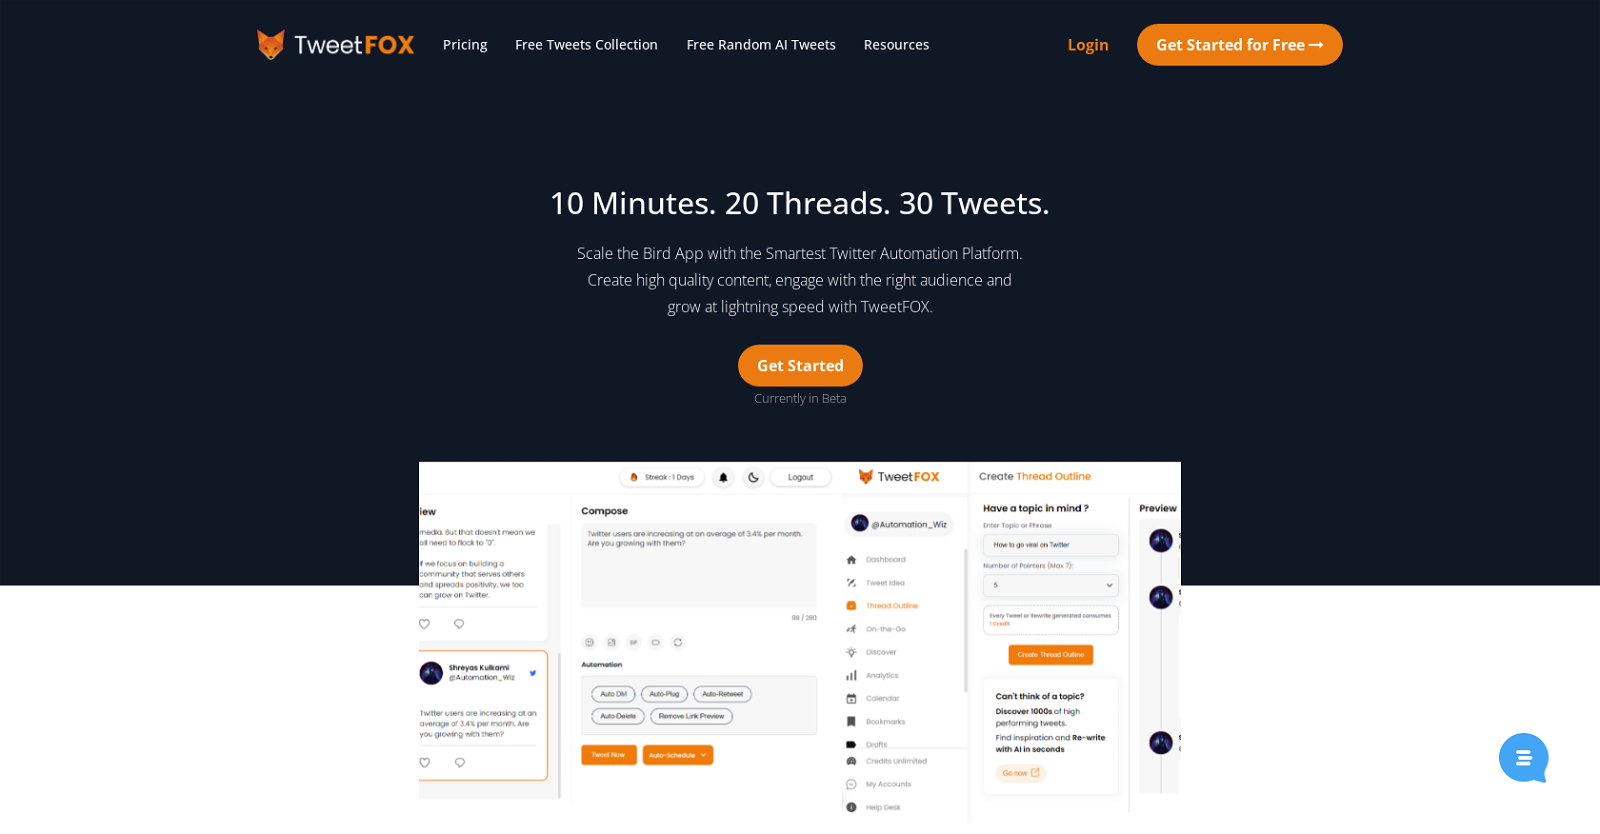 TweetFOX
Pricing
Free Tweets Collection
Free Random AI Tweets
Resources
Login
Get Started for Free
10 Minutes. 20 Threads. 30 Tweets.
Scale the Bird App with the Smartest Twitter Automation Platform.
Create high quality content, engage with the right audience and
grow at lightning speed with TweetFOX.
Get Started
Currently in Beta
view
media. But that doesn't mean we
all need to flock to "0".
If we focus on building a
community that serves others
and spreads positivity, we too
can grow on Twitter.
Shreyas Kulkarni
@Automation_Wiz
Twitter users are increasing at an
average of 3.4% per month. Are
you growing with them?
Streak : 1 Days
Logout
Compose
Twitter users are increasing at an average of 3.4% per month.
Are you growing with them?
88 / 280
GIF
Automation
Auto DM
Auto-Plug
Auto-Retweet
Auto-Delete
Remove Link Preview
Tweet Now
Auto-Schedule
TweetFOX
@Automation_Wiz
Dashboard
Tweet Idea
Thread Outline
On-the-Go
Discover
Analytics
Calendar
Bookmarks
Drafts
Credits Unlimited
My Accounts
Help Desk
Create Thread Outline
Have a topic in mind ?
Enter Topic or Phrase
How to go viral on Twitter
Number of Pointers (Max 7):
5
Every Tweet or Rewrite generated consumes
1 Credit
Create Thread Outline
Can't think of a topic?
Discover 1000s of high
performing tweets.
Find inspiration and Re-write
with AI in seconds
Go now
Preview